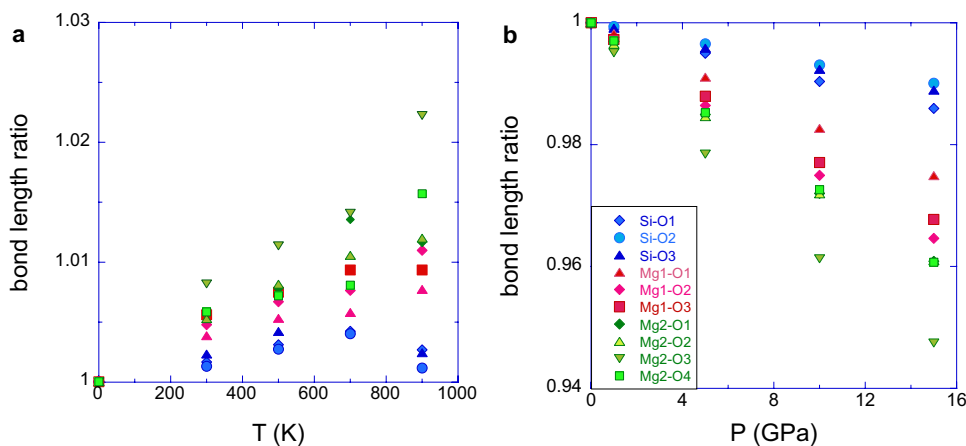 a
1.03
1.02
1.01
1
bond length ratio
0
200
400
600
800
1000
T (K)
b
1
0.98
0.96
0.94
bond length ratio
Si-O1
Si-O2
Si-O3
Mg1-O1
Mg1-O2
Mg1-O3
Mg2-O1
Mg2-O2
Mg2-O3
Mg2-O4
0
4
8
12
16
P (GPa)